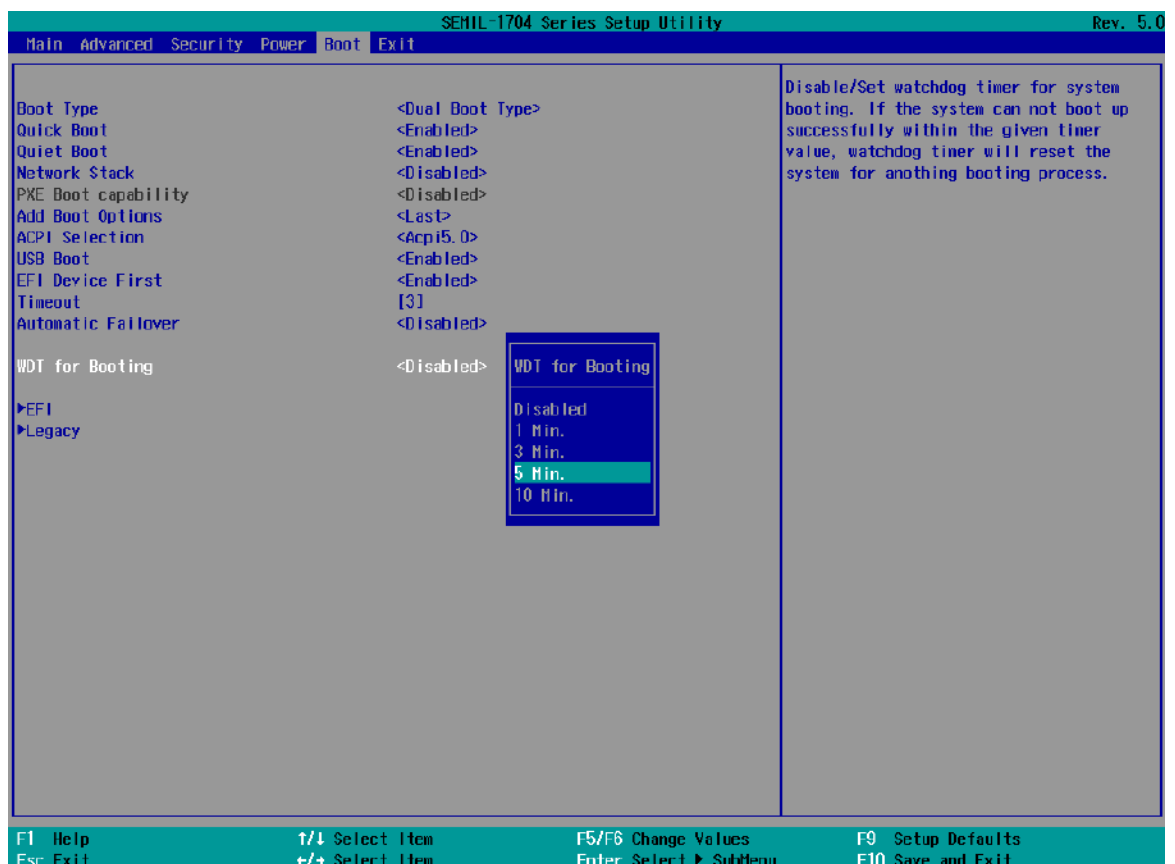 SEMIL-1704 Series Setup Utility Rev. 5.0
Main Advanced Security Power Boot Exit
Boot Type <Dual Boot Type>
Quick Boot <Enabled>
Quiet Boot <Enabled>
Network Stack <Disabled>
PXE Boot capability <Disabled>
Add Boot Options <Last>
ACPI Selection <Acpi5.0>
USB Boot <Enabled>
EFI Device First <Enabled>
Timeout [3]
Automatic Failover <Disabled>
WDT for Booting <Disabled>
▶EFI
▶Legacy
WDT for Booting
Disabled
1 Min.
3 Min.
5 Min.
10 Min.
Disable/Set watchdog timer for system
booting. If the system can not boot up
successfully within the given timer
value, watchdog timer will reset the
system for anothing booting process.
F1 Help ↑/↓ Select Item F5/F6 Change Values F9 Setup Defaults
Esc Exit ←/→ Select Item Enter Select ▶ SubMenu F10 Save and Exit